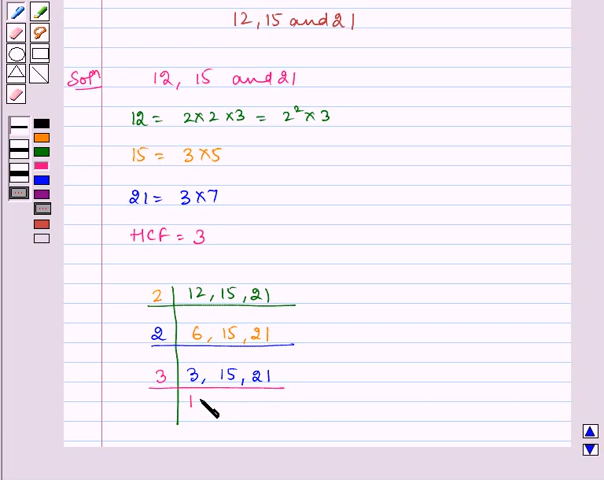 12, 15 and 21
Soln 12, 15 and 21
12 = 2 × 2 × 3 = 2² × 3
15 = 3 × 5
21 = 3 × 7
HCF = 3
2 | 12, 15, 21
2 | 6, 15, 21
3 | 3, 15, 21
1